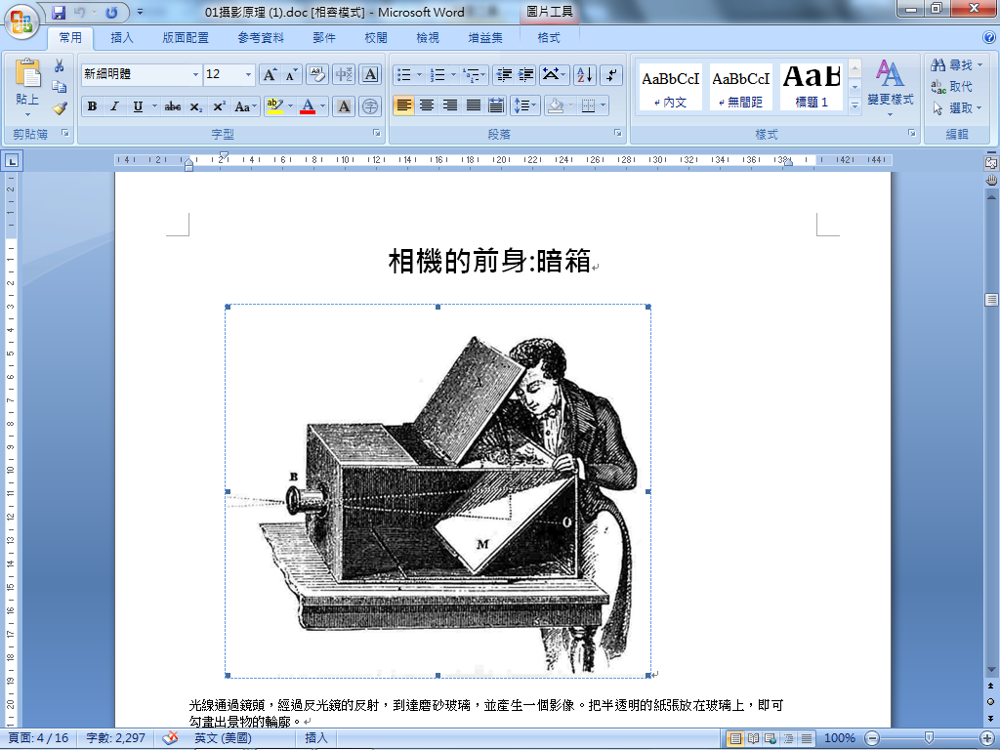 01攝影原理 (1).doc [相容模式] - Microsoft Word
圖片工具
常用 插入 版面配置 參考資料 郵件 校閱 檢視 增益集 格式
新細明體 12
貼上
剪貼簿 字型 段落 樣式 編輯
AaBbCcI AaBbCcI AaB
內文 無間距 標題 1
變更樣式
尋找
取代
選取
相機的前身:暗箱
B
M
O
光線通過鏡頭，經過反光鏡的反射，到達磨砂玻璃，並產生一個影像。把半透明的紙張放在玻璃上，即可
勾畫出景物的輪廓。
頁面: 4 / 16 字數: 2,297 英文 (美國) 插入 100%